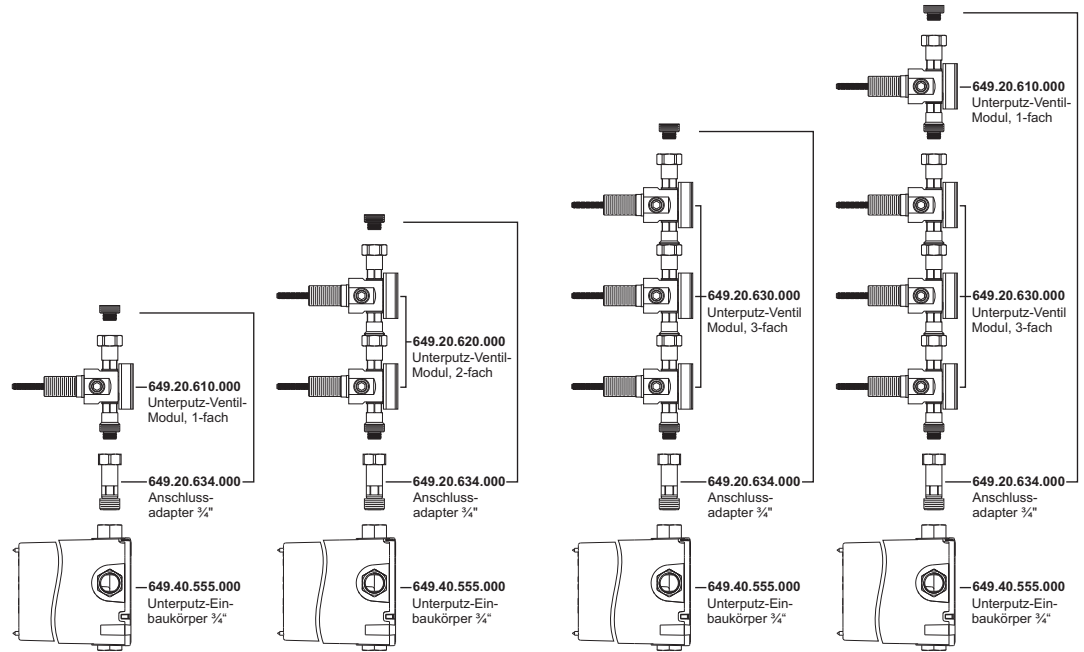 649.20.610.000
Unterputz-Ventil-
Modul, 1-fach
649.20.634.000
Anschluss-
adapter ¾"
649.40.555.000
Unterputz-Ein-
baukörper ¾“
649.20.620.000
Unterputz-Ventil-
Modul, 2-fach
649.20.634.000
Anschluss-
adapter ¾"
649.40.555.000
Unterputz-Ein-
baukörper ¾“
649.20.630.000
Unterputz-Ventil
Modul, 3-fach
649.20.634.000
Anschluss-
adapter ¾"
649.40.555.000
Unterputz-Ein-
baukörper ¾“
649.20.610.000
Unterputz-Ventil-
Modul, 1-fach
649.20.630.000
Unterputz-Ventil
Modul, 3-fach
649.20.634.000
Anschluss-
adapter ¾"
649.40.555.000
Unterputz-Ein-
baukörper ¾“